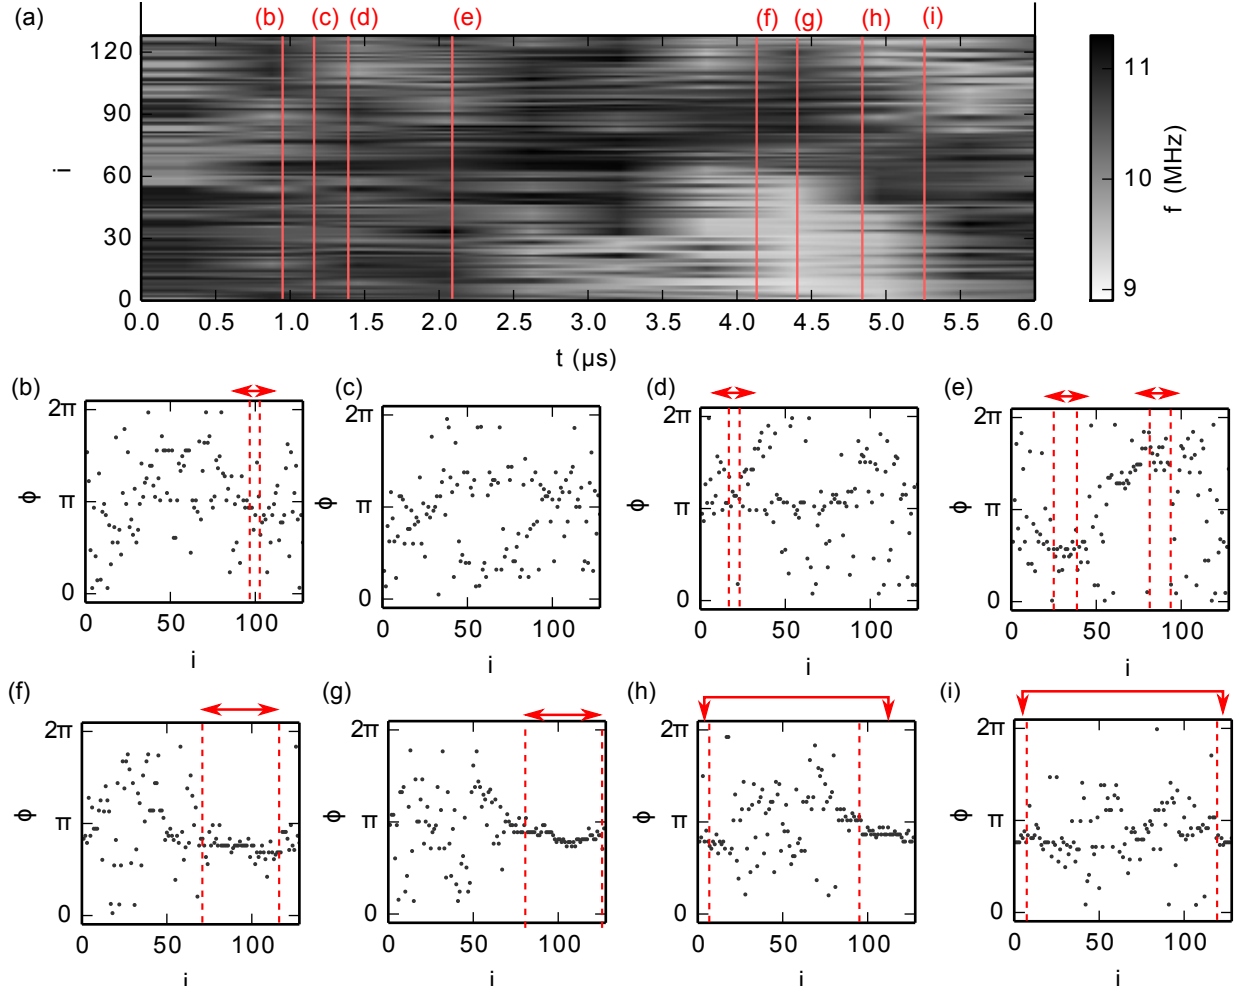 (a) (b) (c) (d) (e) (f) (g) (h) (i)
120
90
60
30
0
i
0.0 0.5 1.0 1.5 2.0 2.5 3.0 3.5 4.0 4.5 5.0 5.5 6.0
t (µs)
11
10
9
f (MHz)
(b) (c) (d) (e)
2π 2π 2π 2π
ϕ π ϕ π ϕ π ϕ π
0 0 0 0
0 50 100 0 50 100 0 50 100 0 50 100
i i i i
(f) (g) (h) (i)
2π 2π 2π 2π
ϕ π ϕ π ϕ π ϕ π
0 0 0 0
0 50 100 0 50 100 0 50 100 0 50 100
i i i i